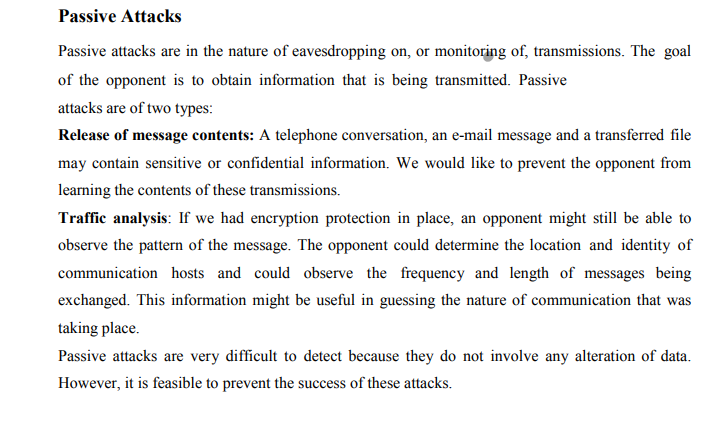 Passive Attacks
Passive attacks are in the nature of eavesdropping on, or monitoring of, transmissions. The goal
of the opponent is to obtain information that is being transmitted. Passive
attacks are of two types:
Release of message contents: A telephone conversation, an e-mail message and a transferred file
may contain sensitive or confidential information. We would like to prevent the opponent from
learning the contents of these transmissions.
Traffic analysis: If we had encryption protection in place, an opponent might still be able to
observe the pattern of the message. The opponent could determine the location and identity of
communication hosts and could observe the frequency and length of messages being
exchanged. This information might be useful in guessing the nature of communication that was
taking place.
Passive attacks are very difficult to detect because they do not involve any alteration of data.
However, it is feasible to prevent the success of these attacks.